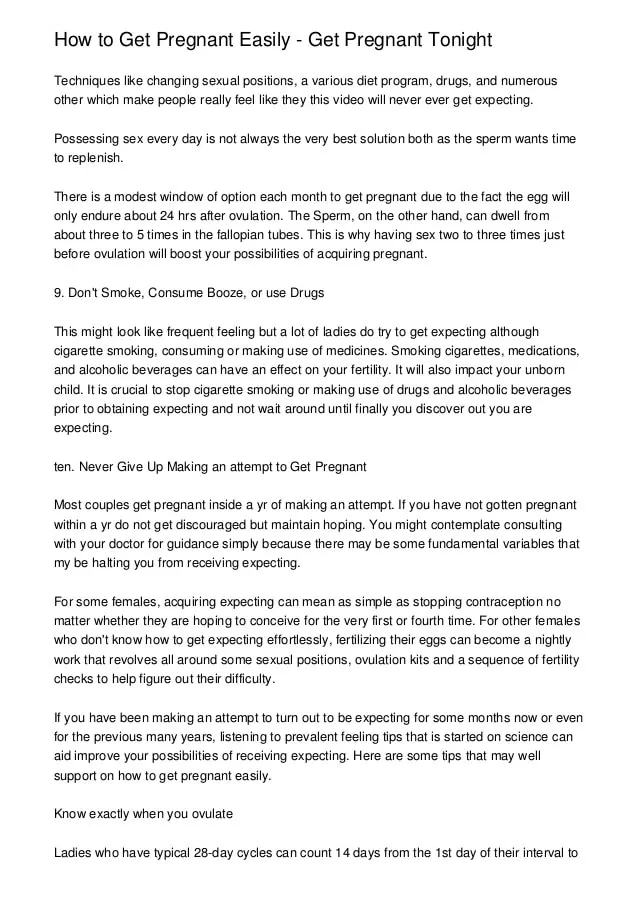 How to Get Pregnant Easily - Get Pregnant Tonight
Techniques like changing sexual positions, a various diet program, drugs, and numerous
other which make people really feel like they this video will never ever get expecting.
Possessing sex every day is not always the very best solution both as the sperm wants time
to replenish.
There is a modest window of option each month to get pregnant due to the fact the egg will
only endure about 24 hrs after ovulation. The Sperm, on the other hand, can dwell from
about three to 5 times in the fallopian tubes. This is why having sex two to three times just
before ovulation will boost your possibilities of acquiring pregnant.
9. Don't Smoke, Consume Booze, or use Drugs
This might look like frequent feeling but a lot of ladies do try to get expecting although
cigarette smoking, consuming or making use of medicines. Smoking cigarettes, medications,
and alcoholic beverages can have an effect on your fertility. It will also impact your unborn
child. It is crucial to stop cigarette smoking or making use of drugs and alcoholic beverages
prior to obtaining expecting and not wait around until finally you discover out you are
expecting.
ten. Never Give Up Making an attempt to Get Pregnant
Most couples get pregnant inside a yr of making an attempt. If you have not gotten pregnant
within a yr do not get discouraged but maintain hoping. You might contemplate consulting
with your doctor for guidance simply because there may be some fundamental variables that
my be halting you from receiving expecting.
For some females, acquiring expecting can mean as simple as stopping contraception no
matter whether they are hoping to conceive for the very first or fourth time. For other females
who don't know how to get expecting effortlessly, fertilizing their eggs can become a nightly
work that revolves all around some sexual positions, ovulation kits and a sequence of fertility
checks to help figure out their difficulty.
If you have been making an attempt to turn out to be expecting for some months now or even
for the previous many years, listening to prevalent feeling tips that is started on science can
aid improve your possibilities of receiving expecting. Here are some tips that may well
support on how to get pregnant easily.
Know exactly when you ovulate
Ladies who have typical 28-day cycles can count 14 days from the 1st day of their interval to